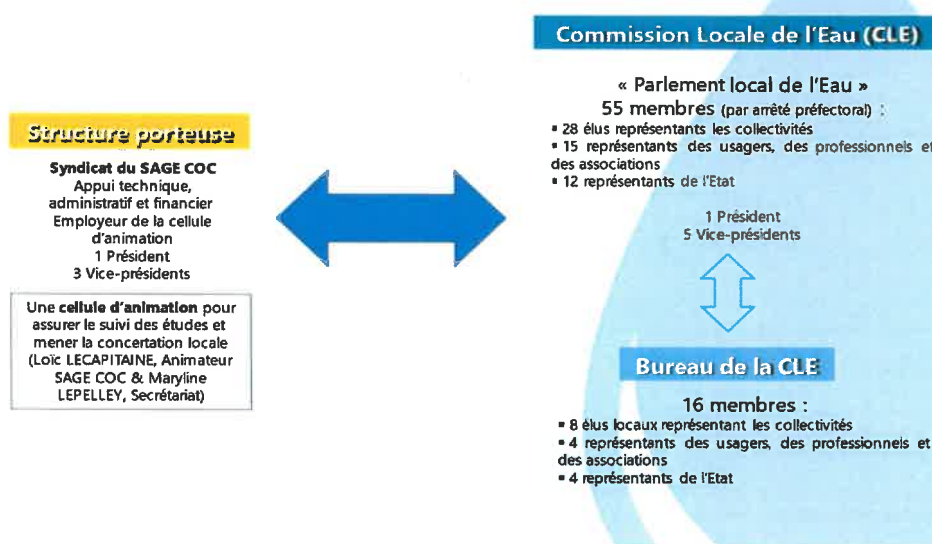 Structure porteuse
Syndicat du SAGE COC
Appui technique,
administratif et financier
Employeur de la cellule
d'animation
1 Président
3 Vice-présidents
Une cellule d'animation pour
assurer le suivi des études et
mener la concertation locale
(Loïc LECAPITAINE, Animateur
SAGE COC & Maryline
LEPELLEY, Secrétariat)
Commission Locale de l'Eau (CLE)
« Parlement local de l'Eau »
55 membres (par arrêté préfectoral) :
▪ 28 élus représentants les collectivités
▪ 15 représentants des usagers, des professionnels et
des associations
▪ 12 représentants de l'Etat
1 Président
5 Vice-présidents
Bureau de la CLE
16 membres :
▪ 8 élus locaux représentant les collectivités
▪ 4 représentants des usagers, des professionnels et
des associations
▪ 4 représentants de l'Etat